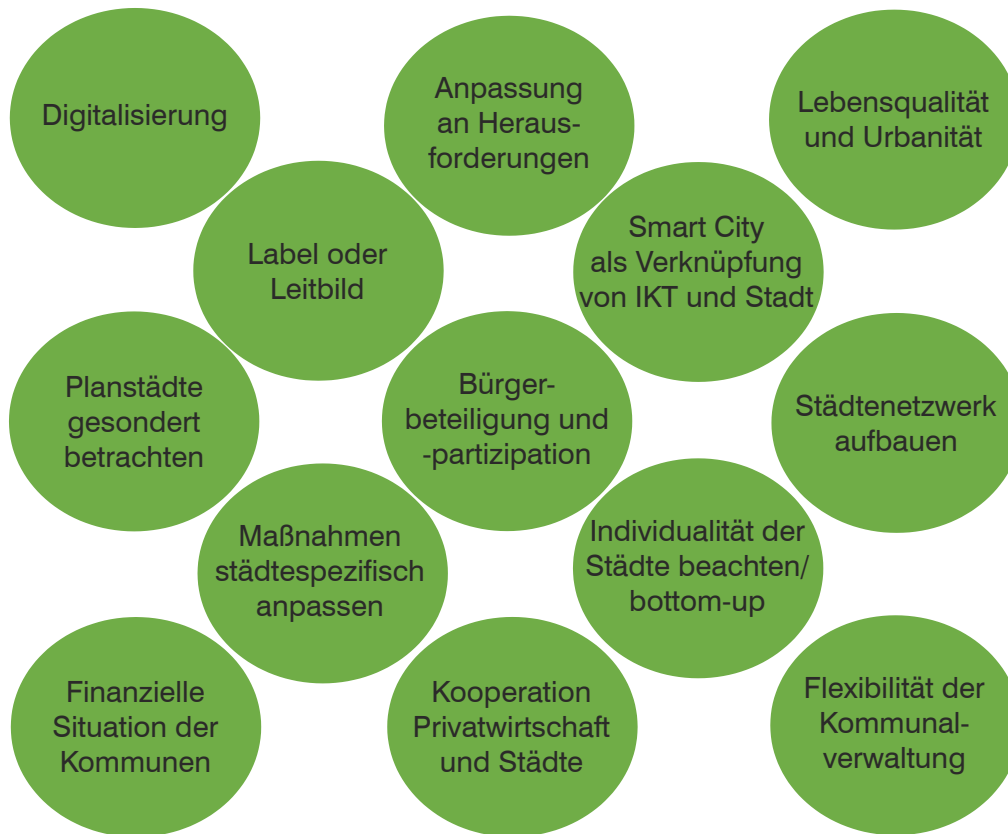 Digitalisierung
Anpassung
an Heraus-
forderungen
Lebensqualität
und Urbanität
Label oder
Leitbild
Smart City
als Verknüpfung
von IKT und Stadt
Planstädte
gesondert
betrachten
Bürger-
beteiligung und
-partizipation
Städtenetzwerk
aufbauen
Maßnahmen
städtespezifisch
anpassen
Individualität der
Städte beachten/
bottom-up
Finanzielle
Situation der
Kommunen
Kooperation
Privatwirtschaft
und Städte
Flexibilität der
Kommunal-
verwaltung